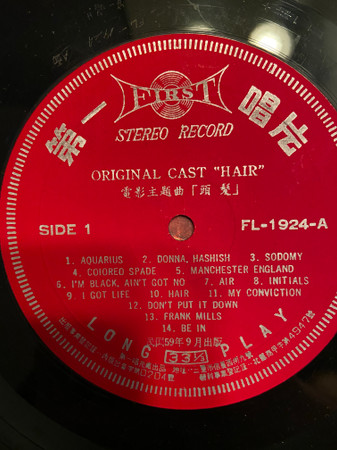 FIRST
STEREO RECORD
第一唱片
ORIGINAL CAST "HAIR"
電影主題曲「頭髮」
SIDE 1
FL-1924-A
1. AQUARIUS 2. DONNA, HASHISH 3. SODOMY
4. COIORED SPADE 5. MANCHESTER ENGLAND
6. I'M BLACK, AIN'T GOT NO 7. AIR 8. INITIALS
9. I GOT LIFE 10. HAIR 11. MY CONVICTION
12. DON'T PUT IT DOWN
13. FRANK MILLS
14. BE IN
59年9月出版
LONG PLAY
33⅓